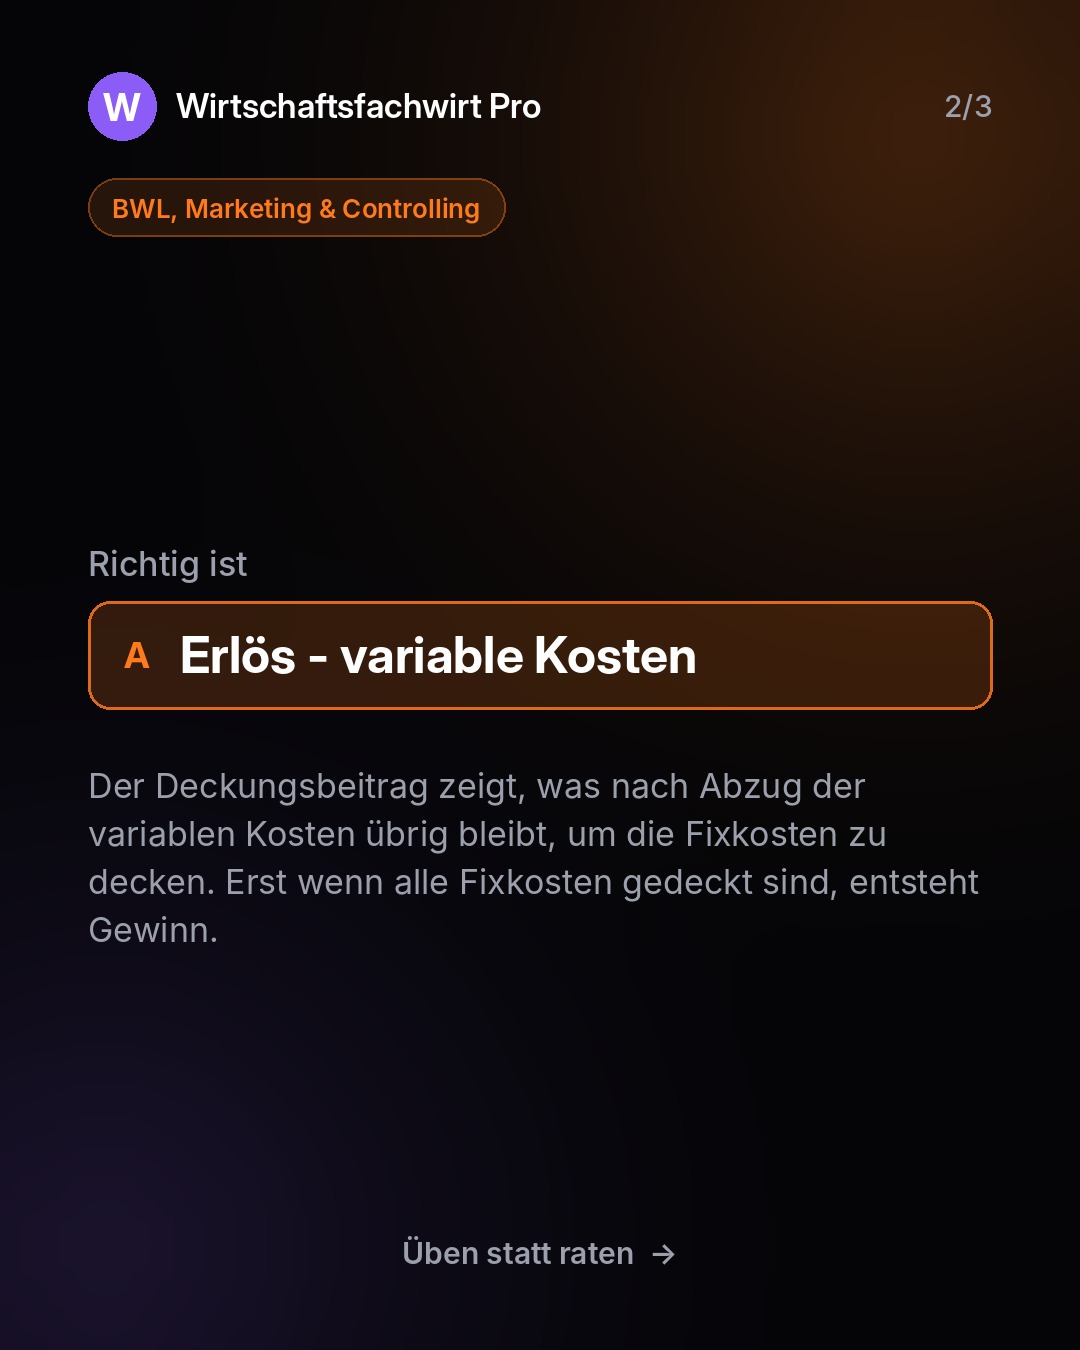 W Wirtschaftsfachwirt Pro 2/3
BWL, Marketing & Controlling
Richtig ist
A Erlös - variable Kosten
Der Deckungsbeitrag zeigt, was nach Abzug der
variablen Kosten übrig bleibt, um die Fixkosten zu
decken. Erst wenn alle Fixkosten gedeckt sind, entsteht
Gewinn.
Üben statt raten →